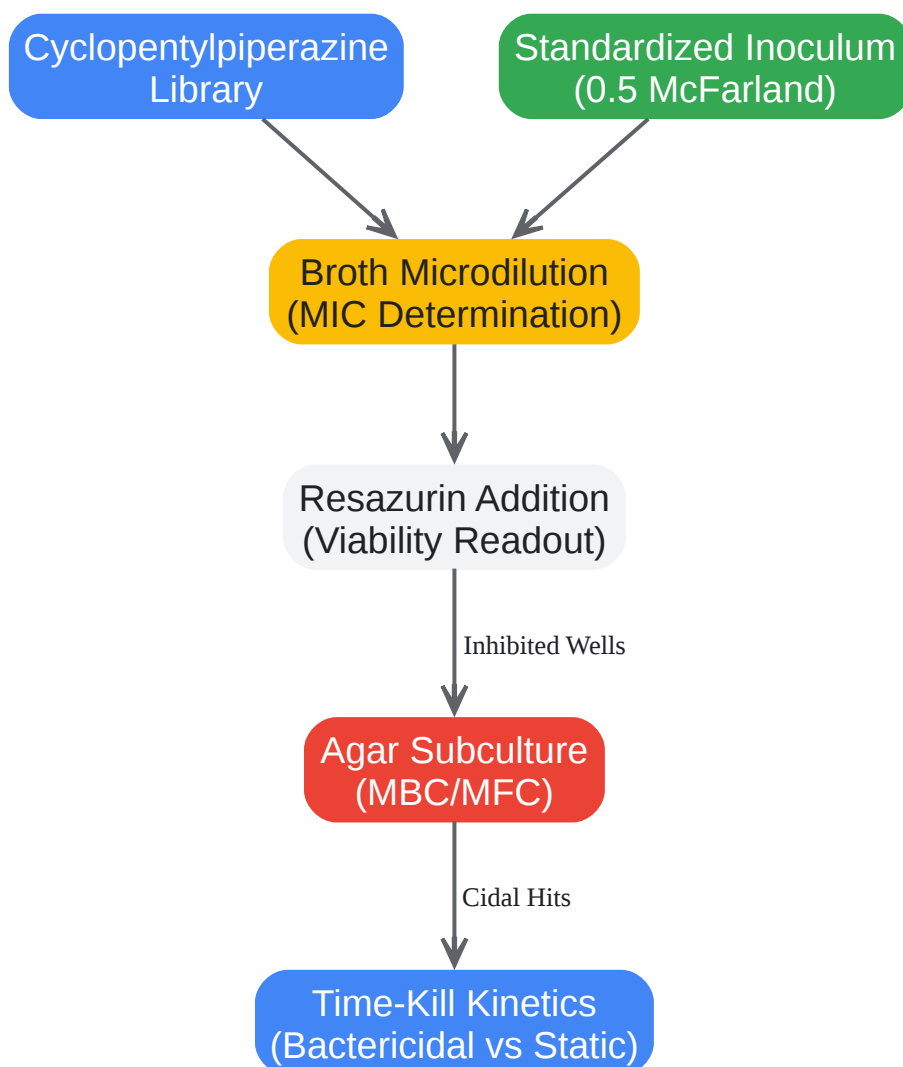 Cyclopentylpiperazine
Library
Standardized Inoculum
(0.5 McFarland)
Broth Microdilution
(MIC Determination)
Resazurin Addition
(Viability Readout)
Inhibited Wells
Agar Subculture
(MBC/MFC)
Cidal Hits
Time-Kill Kinetics
(Bactericidal vs Static)